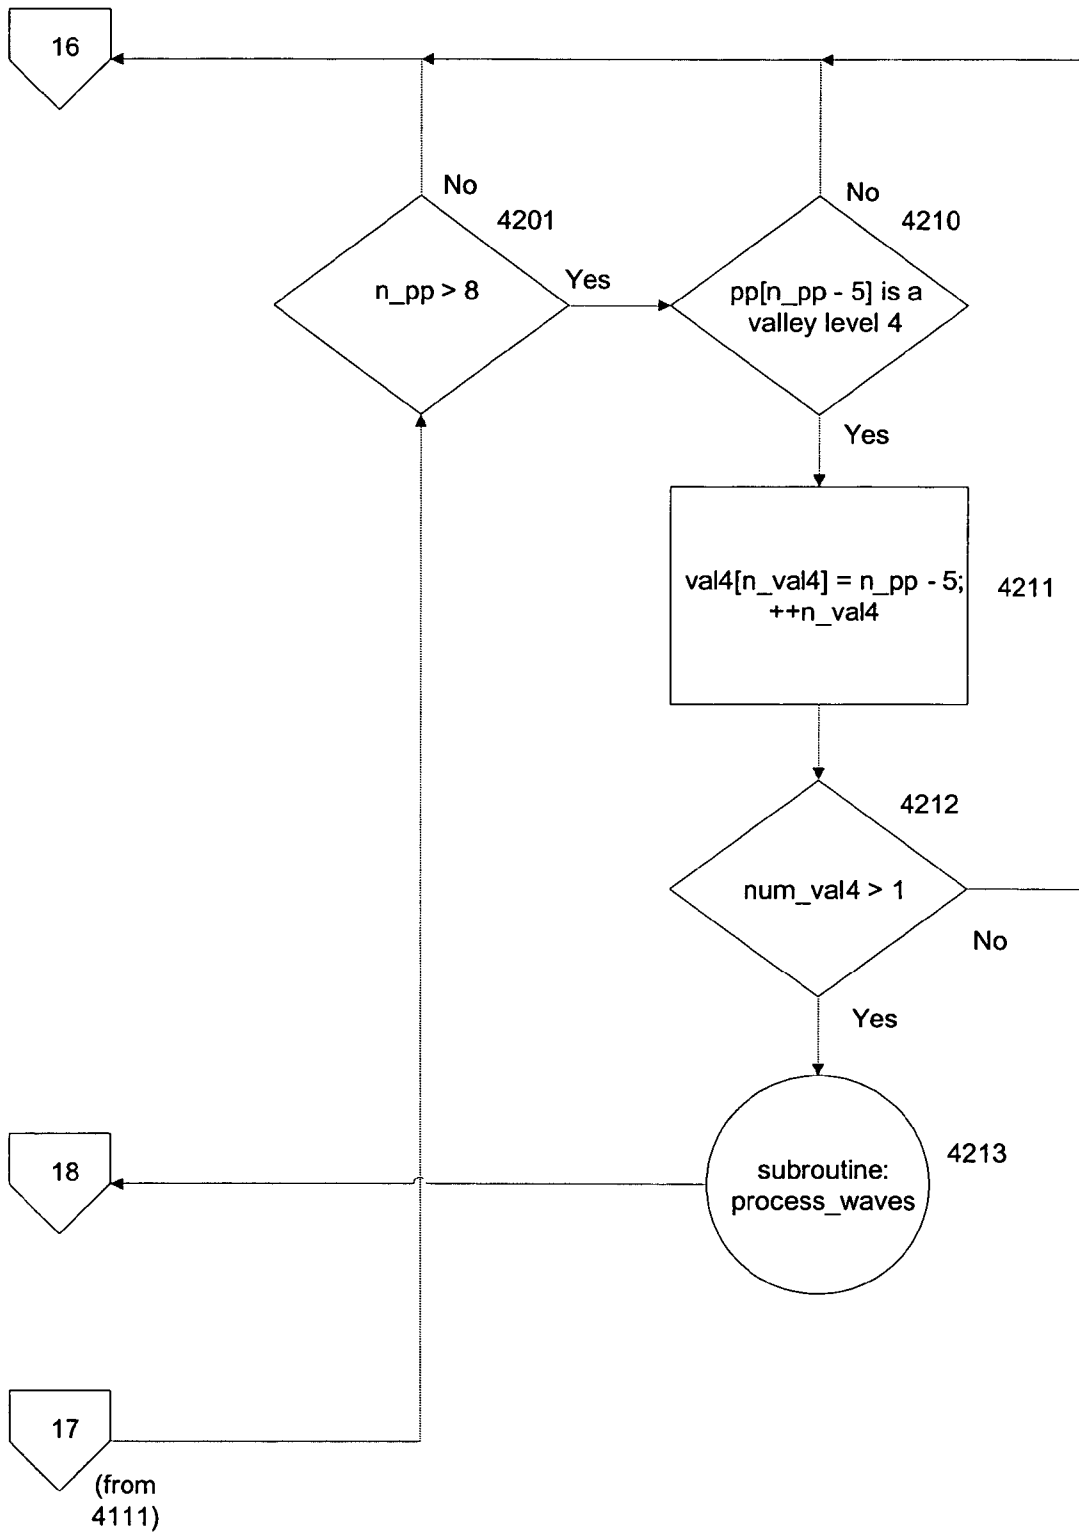 16
No
4201
n_pp > 8
Yes
No
4210
pp[n_pp - 5] is a
valley level 4
Yes
val4[n_val4] = n_pp - 5;
++n_val4
4211
4212
num_val4 > 1
No
Yes
18
4213
subroutine:
process_waves
17
(from
4111)